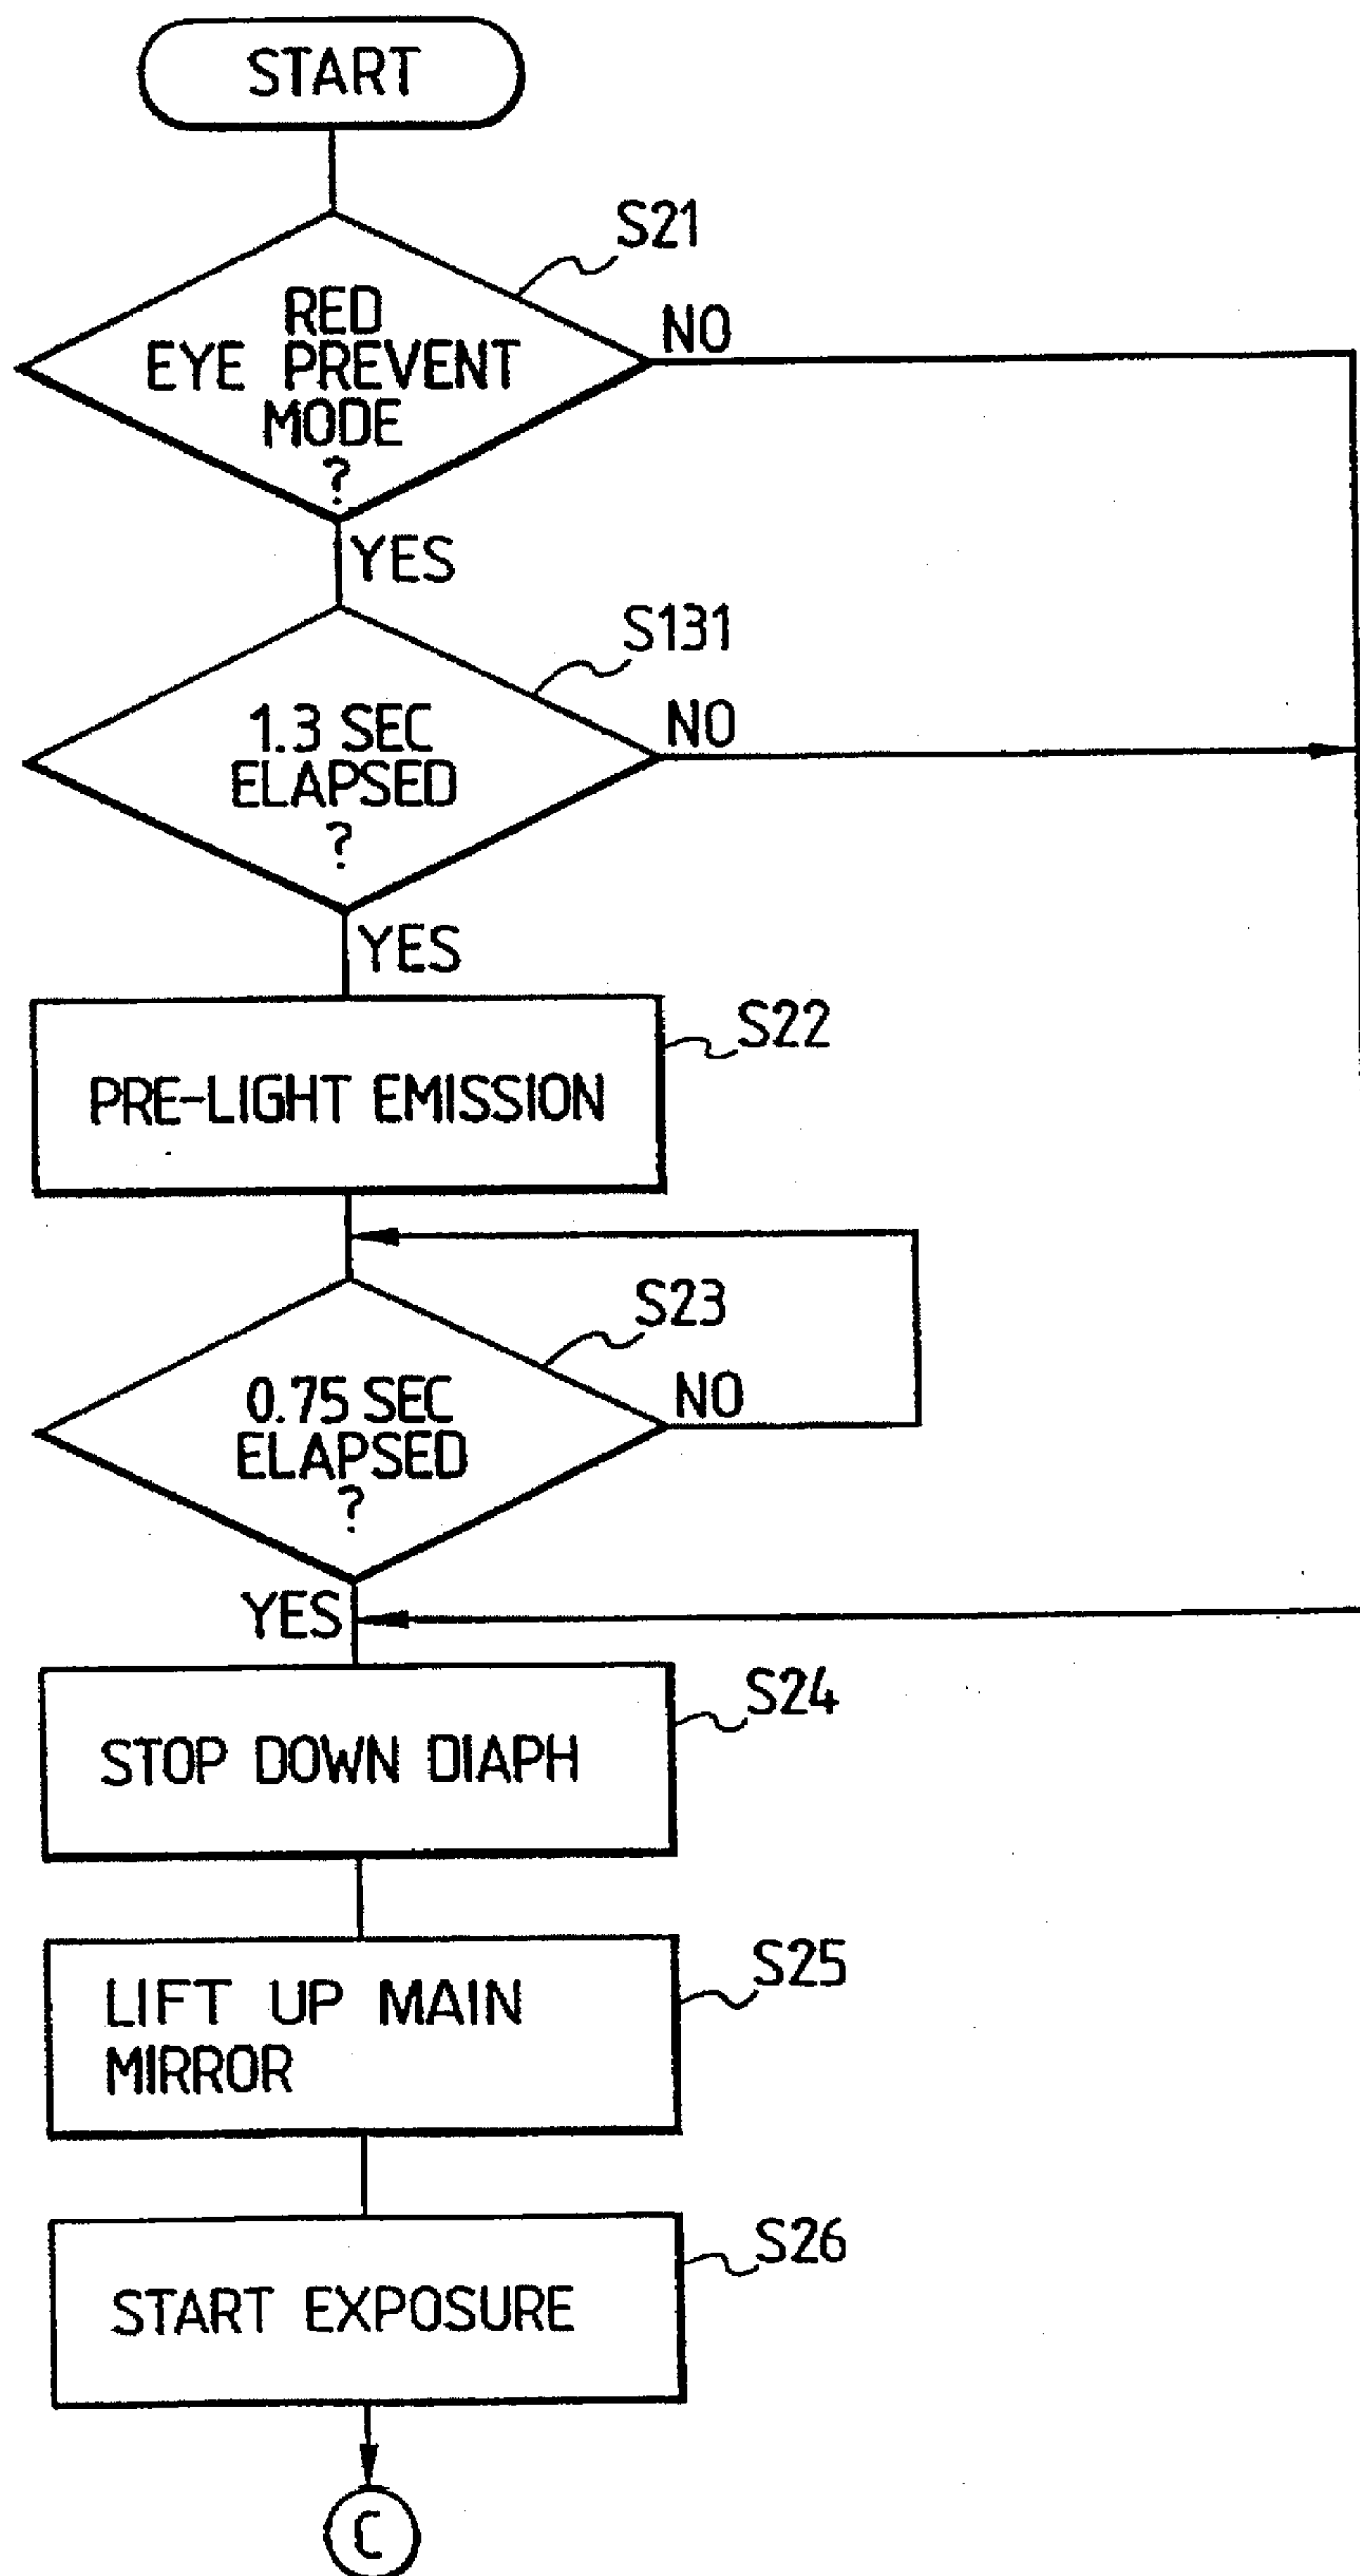 START
S21
RED
EYE PREVENT
MODE
?
NO
YES
S131
1.3 SEC
ELAPSED
?
NO
YES
S22
PRE-LIGHT EMISSION
S23
0.75 SEC
ELAPSED
?
NO
YES
S24
STOP DOWN DIAPH
S25
LIFT UP MAIN
MIRROR
S26
START EXPOSURE
C